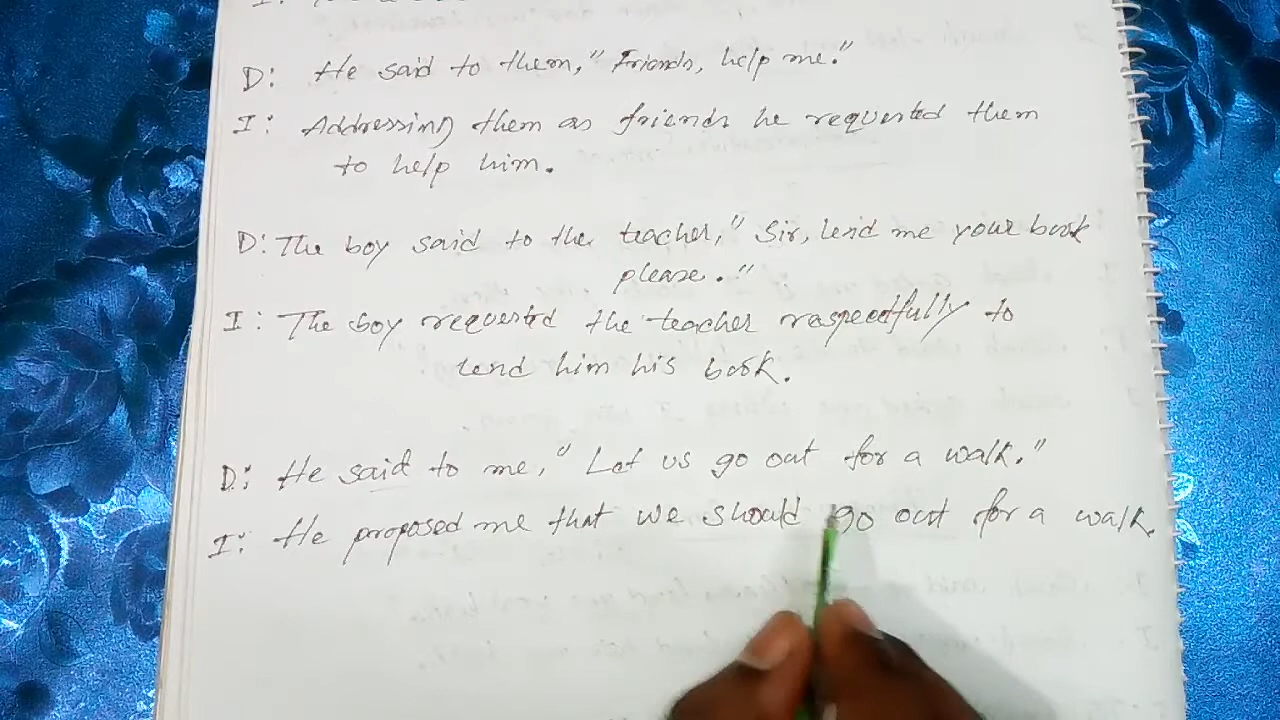 D: He said to them," Friends, help me."
I: Addressing them as friends he requested them
to help him.
D: The boy said to the teacher," Sir, lend me your book
please."
I: The boy requested the teacher raspectfully to
lend him his book.
D: He said to me," Let us go out for a walk."
I: He proposed me that we should go out for a walk.